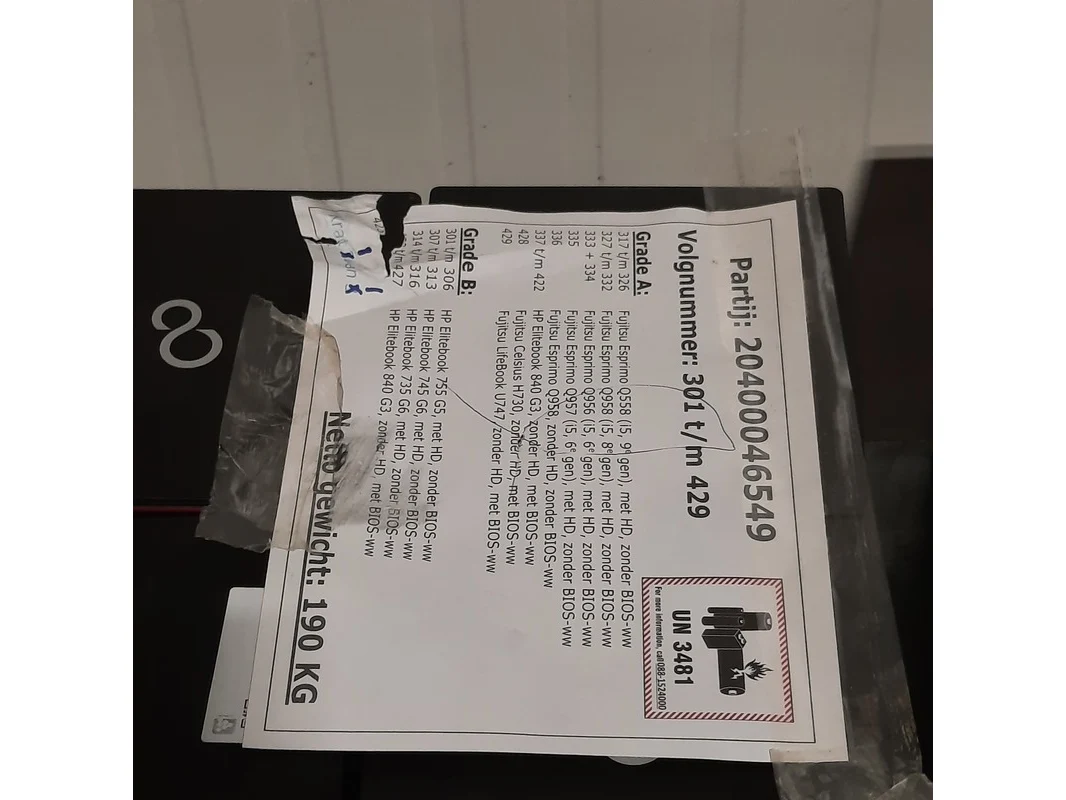 Partij: 204000046549
Volgnummer: 301 t/m 429
UN 3481
For more information, call 088-1524000
Grade A:
317 t/m 326 Fujitsu Esprimo Q558 (I5, 9e gen), met HD, zonder BIOS-ww
327 t/m 332 Fujitsu Esprimo Q958 (I5, 8e gen), met HD, zonder BIOS-ww
333 + 334 Fujitsu Esprimo Q956 (I5, 6e gen), met HD, zonder BIOS-ww
335 Fujitsu Esprimo Q957 (I5, 6e gen), met HD, zonder BIOS-ww
336 Fujitsu Esprimo Q958, zonder HD, zonder BIOS-ww
337 t/m 422 HP Elitebook 840 G3, zonder HD, met BIOS-ww
428 Fujitsu Celsius H730, zonder HD, met BIOS-ww
429 Fujitsu LifeBook U747, zonder HD, met BIOS-ww
Grade B:
301 t/m 306 HP Elitebook 755 G5, met HD, zonder BIOS-ww
307 t/m 313 HP Elitebook 745 G6, met HD, zonder BIOS-ww
314 t/m 316 HP Elitebook 735 G6, met HD, zonder BIOS-ww
t/m 427 HP Elitebook 840 G3, zonder HD, met BIOS-ww
Netto gewicht: 190 KG